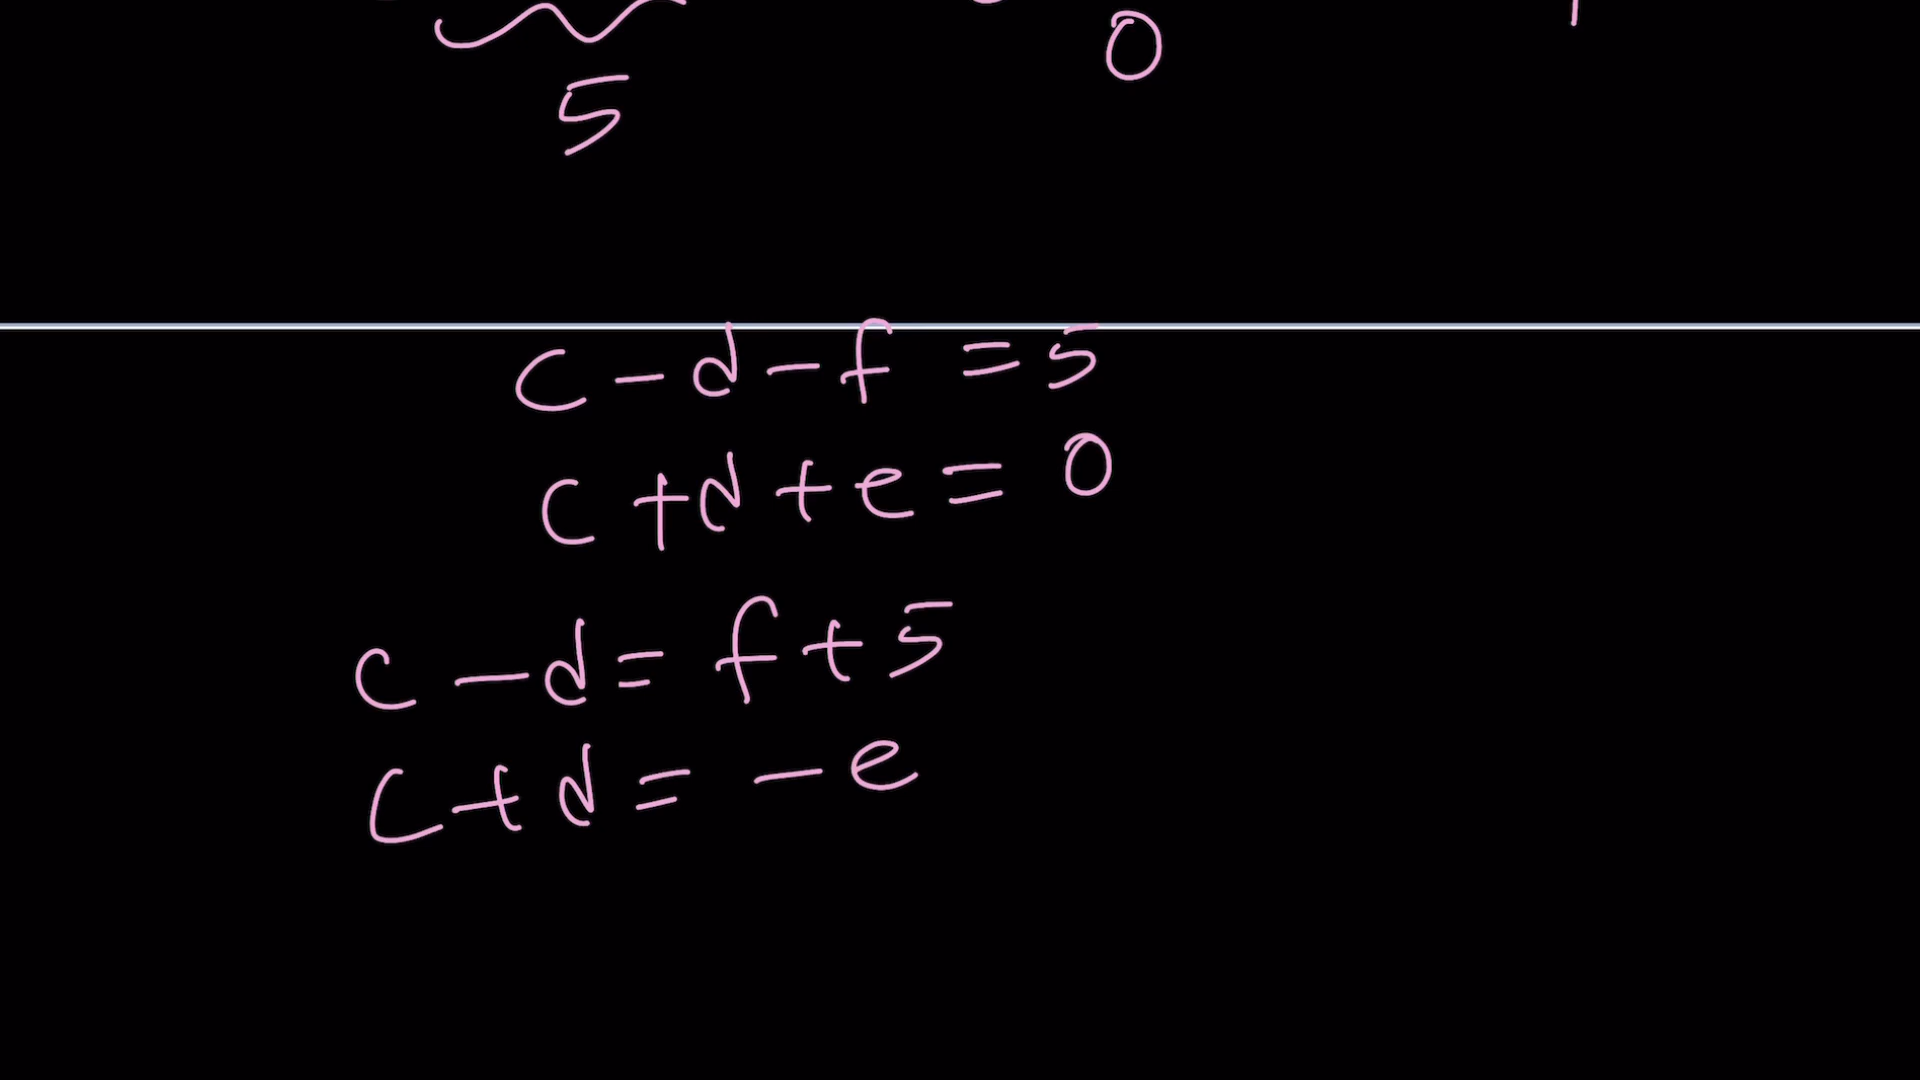 0
5
c - d - f = 5
c + d + e = 0
c - d = f + 5
c + d = - e